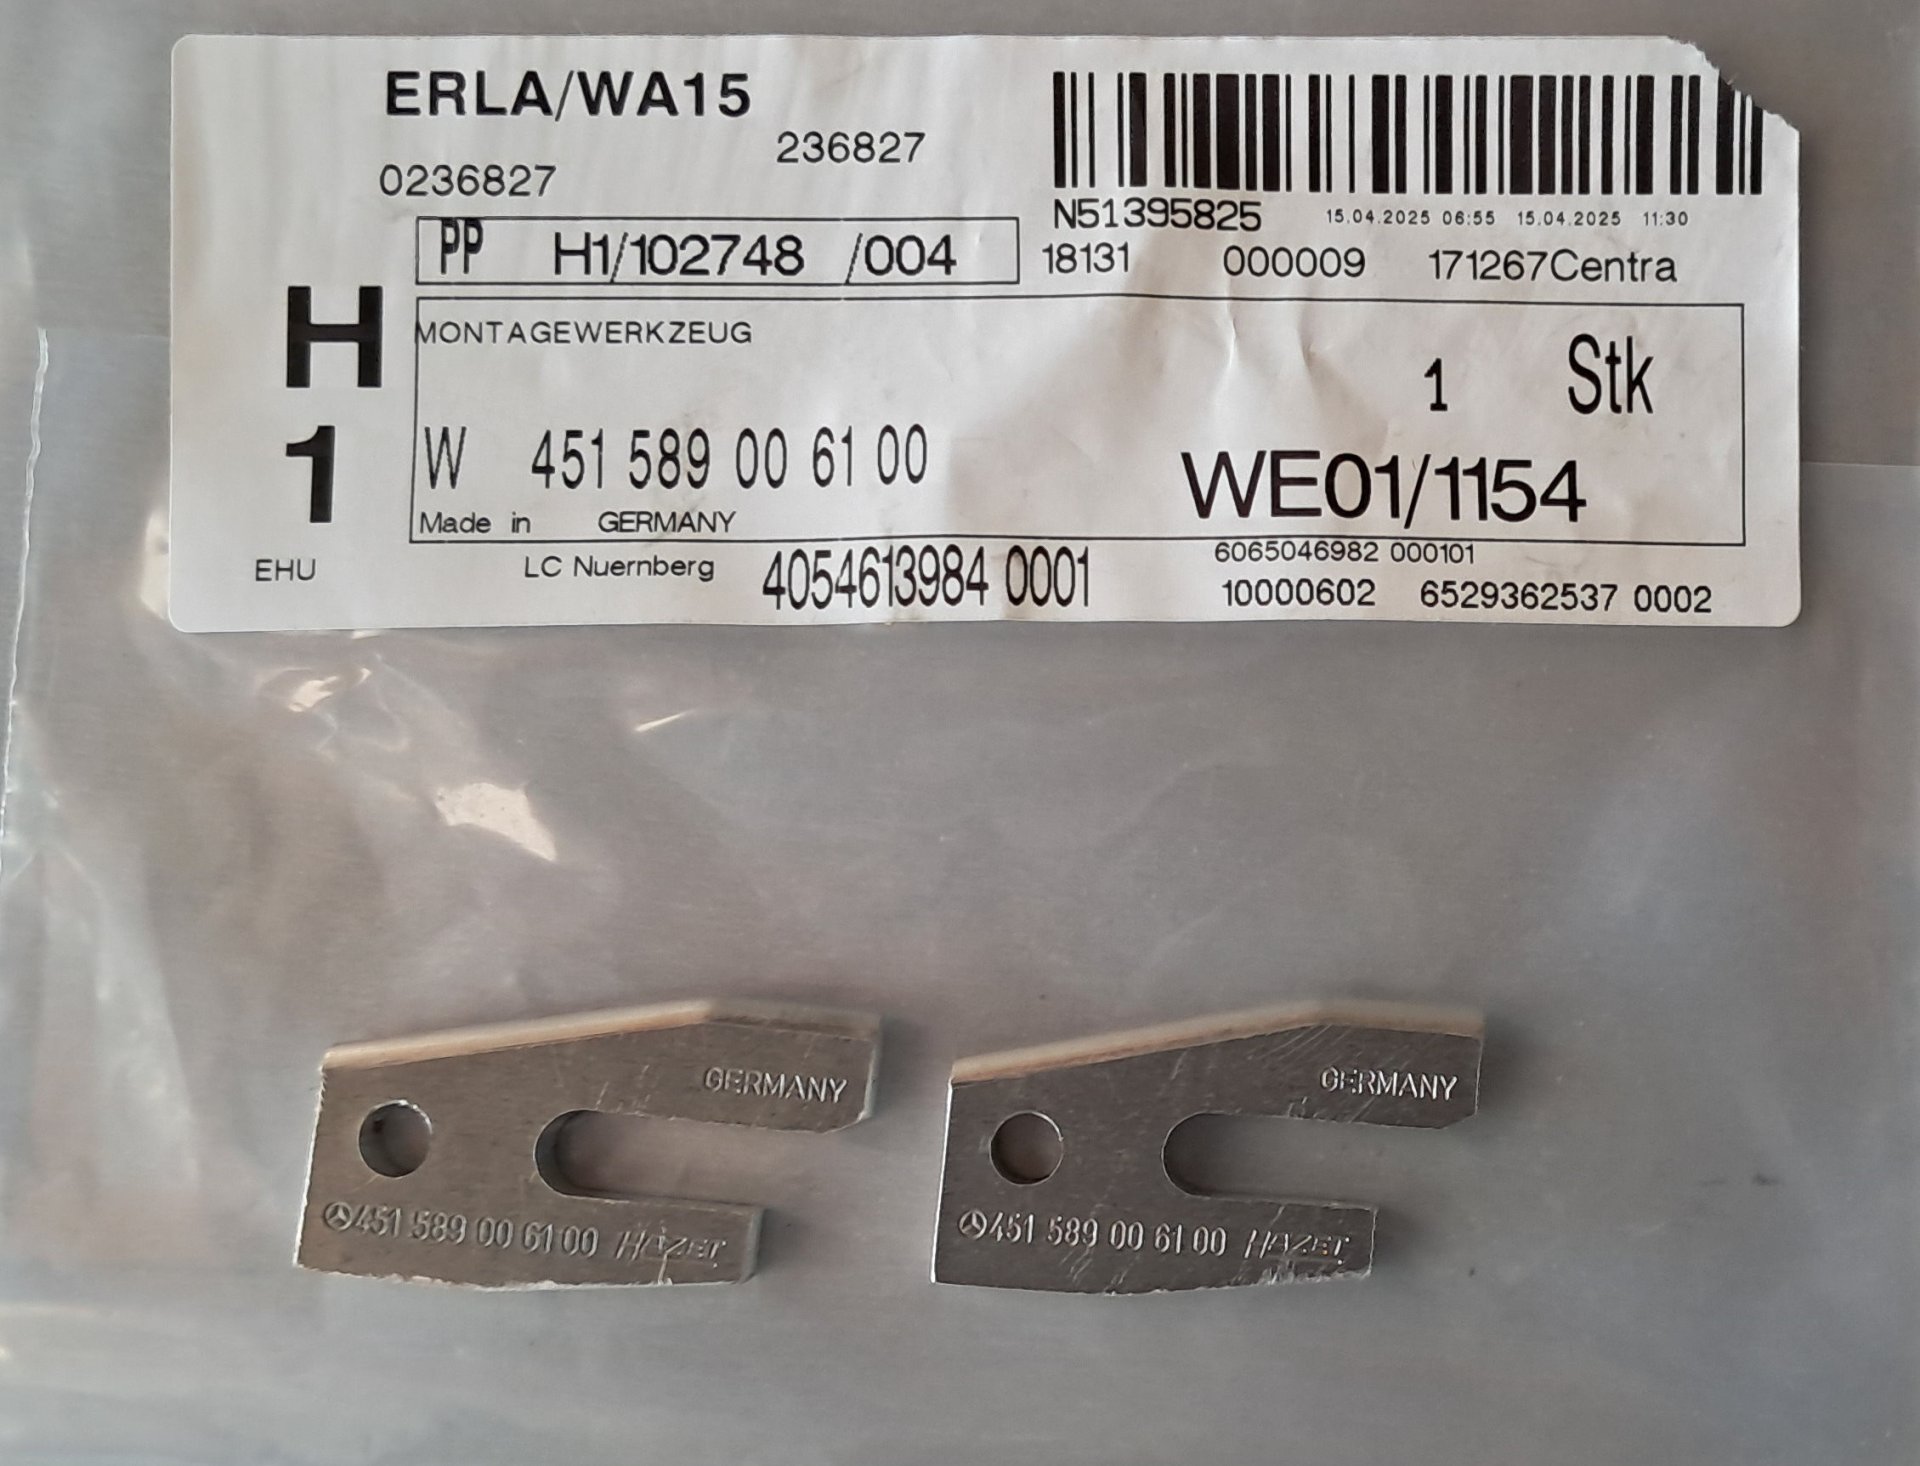 ERLA/WA15
236827
0236827
N51395825 15.04.2025 06:55 15.04.2025 11:30
PP H1/102748 /004
18131 000009 171267Centra
H
1
MONTAGEWERKZEUG
1 Stk
W 451 589 00 61 00
WE01/1154
Made in GERMANY
EHU
LC Nuernberg
4054613984 0001
6065046982 000101
10000602 6529362537 0002
GERMANY
451 589 00 61 00 HAZET
GERMANY
451 589 00 61 00 HAZET